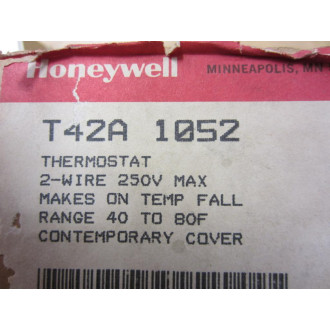 Honeywell MINNEAPOLIS, MN
T42A 1052
THERMOSTAT
2-WIRE 250V MAX
MAKES ON TEMP FALL
RANGE 40 TO 80F
CONTEMPORARY COVER